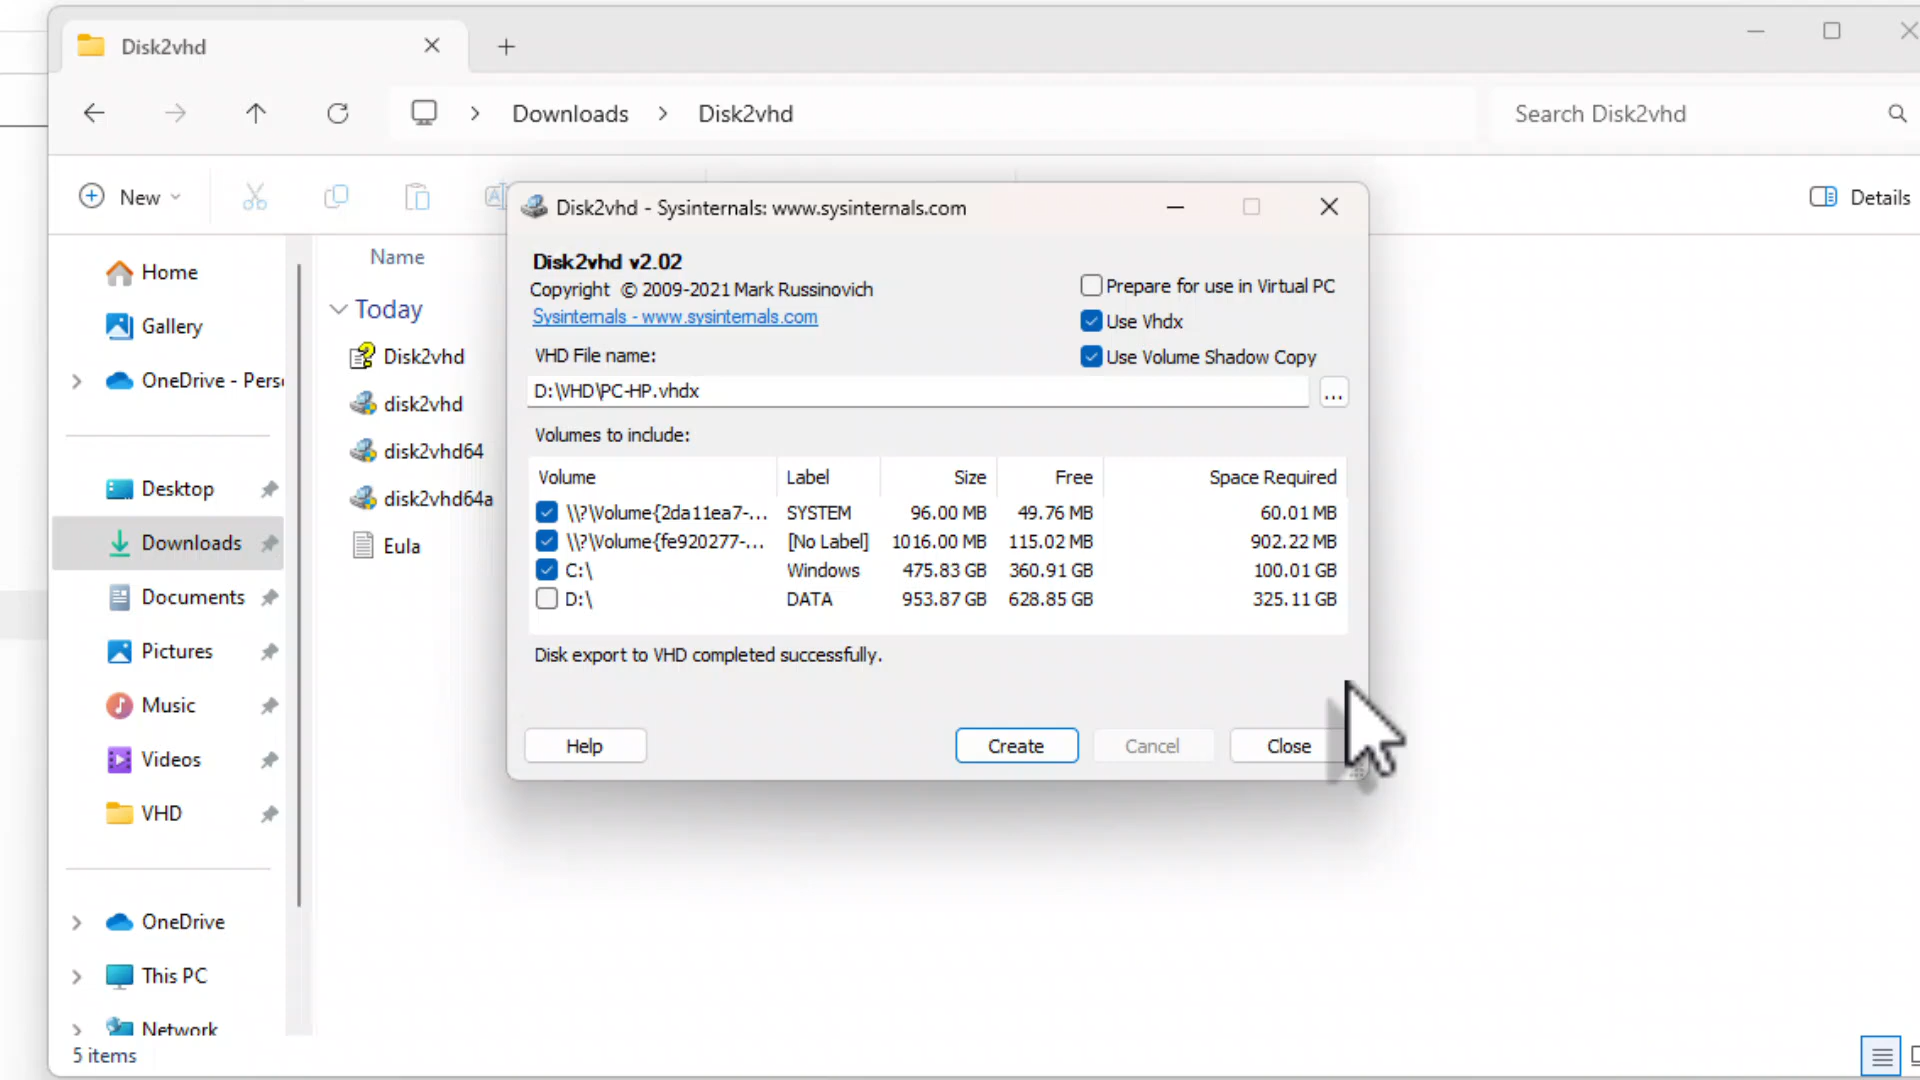 Disk2vhd
Downloads > Disk2vhd
Search Disk2vhd
New
Details
Home
Gallery
OneDrive - Pers
Desktop
Downloads
Documents
Pictures
Music
Videos
VHD
OneDrive
This PC
Network
5 items
Name
Today
Disk2vhd
disk2vhd
disk2vhd64
disk2vhd64a
Eula
Disk2vhd - Sysinternals: www.sysinternals.com
Disk2vhd v2.02
Copyright © 2009-2021 Mark Russinovich
Sysinternals - www.sysinternals.com
Prepare for use in Virtual PC
Use Vhdx
Use Volume Shadow Copy
VHD File name:
D:\VHD\PC-HP.vhdx
...
Volumes to include:
Volume Label Size Free Space Required
\\?\Volume{2da11ea7-... SYSTEM 96.00 MB 49.76 MB 60.01 MB
\\?\Volume{fe920277-... [No Label] 1016.00 MB 115.02 MB 902.22 MB
C:\ Windows 475.83 GB 360.91 GB 100.01 GB
D:\ DATA 953.87 GB 628.85 GB 325.11 GB
Disk export to VHD completed successfully.
Help Create Cancel Close